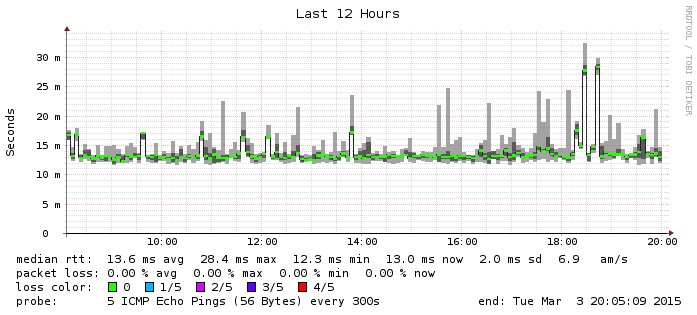 Last 12 Hours
RRDTOOL / TOBI OETIKER
Seconds
30 m
25 m
20 m
15 m
10 m
5 m
0
10:00 12:00 14:00 16:00 18:00 20:00
median rtt: 13.6 ms avg 28.4 ms max 12.3 ms min 13.0 ms now 2.0 ms sd 6.9 am/s
packet loss: 0.00 % avg 0.00 % max 0.00 % min 0.00 % now
loss color: 0 1/5 2/5 3/5 4/5
probe: 5 ICMP Echo Pings (56 Bytes) every 300s end: Tue Mar 3 20:05:09 2015